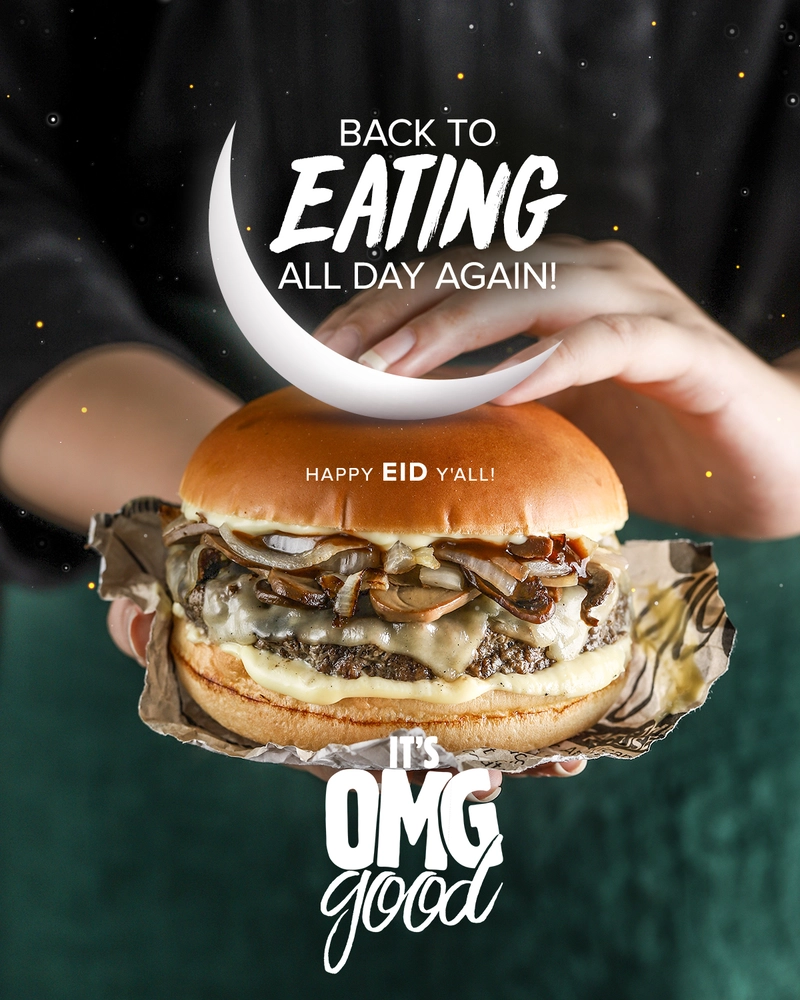 BACK TO
EATING
ALL DAY AGAIN!
HAPPY EID Y'ALL!
IT'S
OMG
good